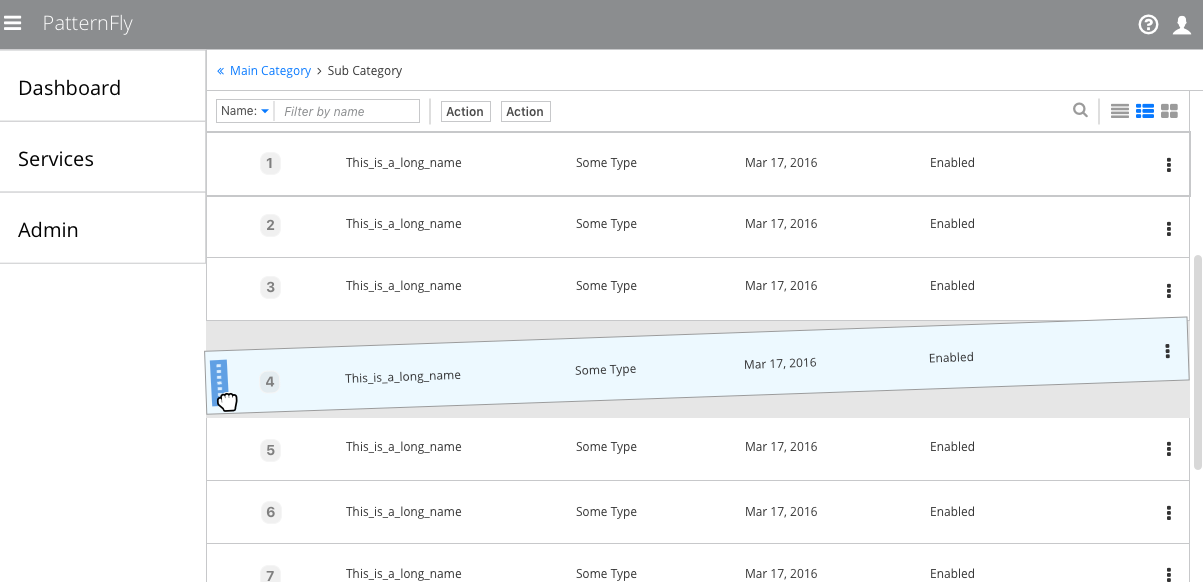 PatternFly
Dashboard
Services
Admin
« Main Category > Sub Category
Name: Filter by name Action Action
1 This_is_a_long_name Some Type Mar 17, 2016 Enabled
2 This_is_a_long_name Some Type Mar 17, 2016 Enabled
3 This_is_a_long_name Some Type Mar 17, 2016 Enabled
4 This_is_a_long_name Some Type Mar 17, 2016 Enabled
5 This_is_a_long_name Some Type Mar 17, 2016 Enabled
6 This_is_a_long_name Some Type Mar 17, 2016 Enabled
7 This_is_a_long_name Some Type Mar 17, 2016 Enabled